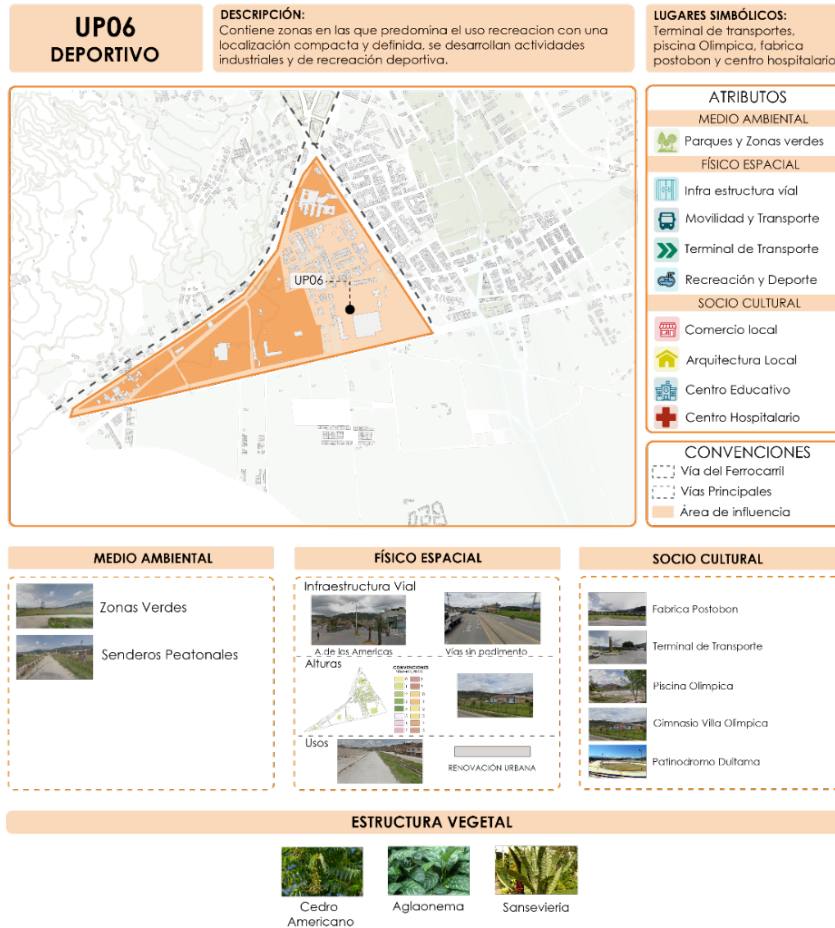 UP06
DEPORTIVO
DESCRIPCIÓN:
Contiene zonas en las que predomina el uso recreacion con una
localización compacta y definida, se desarrollan actividades
industriales y de recreación deportiva.
LUGARES SIMBÓLICOS:
Terminal de transportes,
piscina Olimpica, fabrica
postobon y centro hospitalario
UP06
ATRIBUTOS
MEDIO AMBIENTAL
Parques y Zonas verdes
FÍSICO ESPACIAL
Infra estructura víal
Movilidad y Transporte
Terminal de Transporte
Recreación y Deporte
SOCIO CULTURAL
Comercio local
Arquitectura Local
Centro Educativo
Centro Hospitalario
CONVENCIONES
Vía del Ferrocarril
Vías Principales
Área de influencia
MEDIO AMBIENTAL
Zonas Verdes
Senderos Peatonales
FÍSICO ESPACIAL
Infraestructura Vial
A.de las Americas
Vías sin padimento
Alturas
CONVENCIONES
Usos
RENOVACIÓN URBANA
SOCIO CULTURAL
Fabrica Postobon
Terminal de Transporte
Piscina Olimpica
Gimnasio Villa Olimpica
Patinodromo Duitama
ESTRUCTURA VEGETAL
Cedro
Americano
Aglaonema
Sansevieria